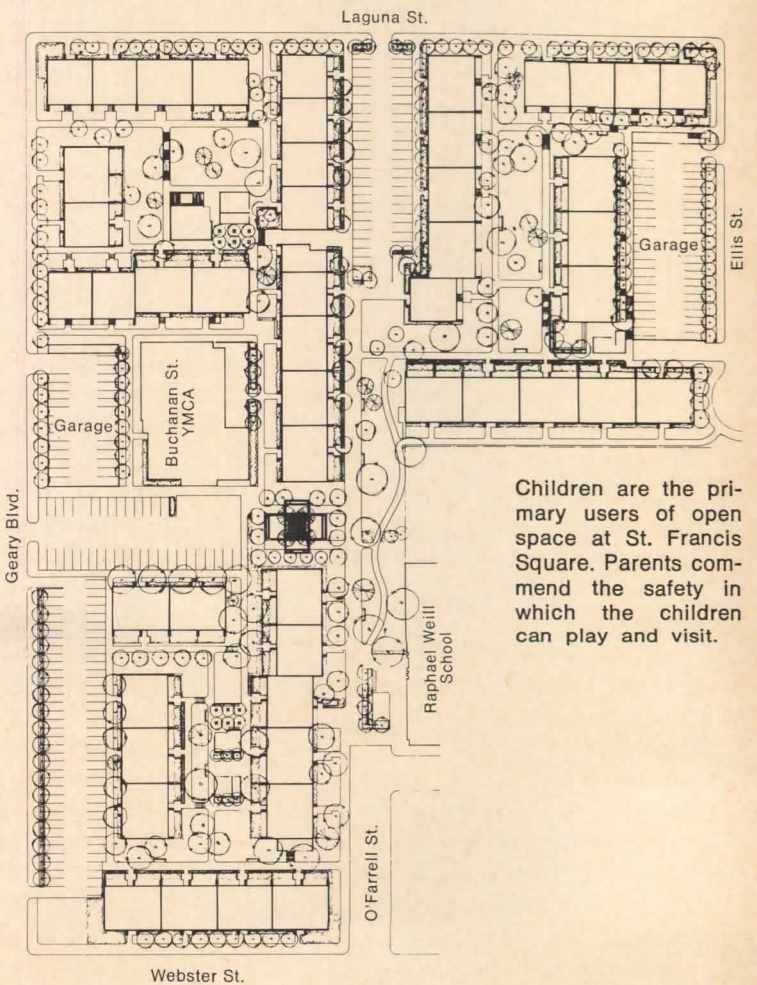 Laguna St.
Garage
Ellis St.
Buchanan St.
YMCA
Garage
Geary Blvd.
Children are the pri-
mary users of open
space at St. Francis
Square. Parents com-
mend the safety in
which the children
can play and visit.
Raphael Weill
School
O'Farrell St.
Webster St.